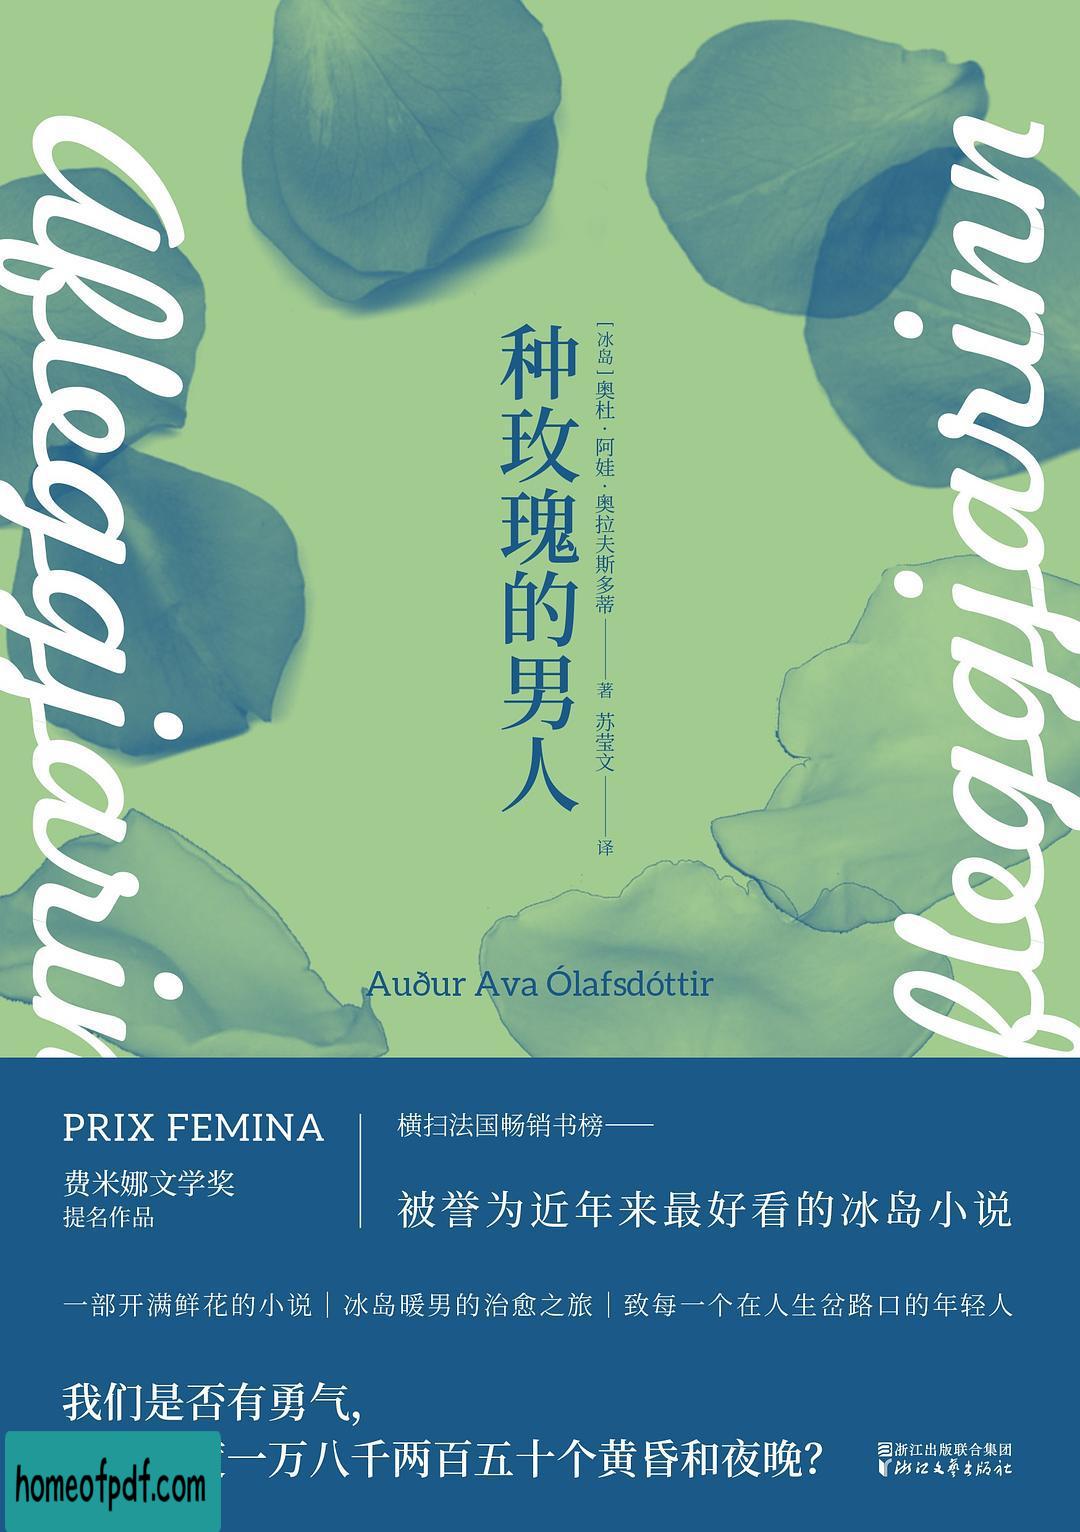 Afleggjarin
fleggjarinn
[冰岛]奥杜·阿娃·奥拉夫斯多蒂——著 苏莹文——译
种玫瑰的男人
Auður Ava Ólafsdóttir
PRIX FEMINA
费米娜文学奖
提名作品
横扫法国畅销书榜——
被誉为近年来最好看的冰岛小说
一部开满鲜花的小说|冰岛暖男的治愈之旅|致每一个在人生岔路口的年轻人
我们是否有勇气,
一万八千两百五十个黄昏和夜晚?
浙江出版联合集团
浙江文艺出版社
homeofpdf.com